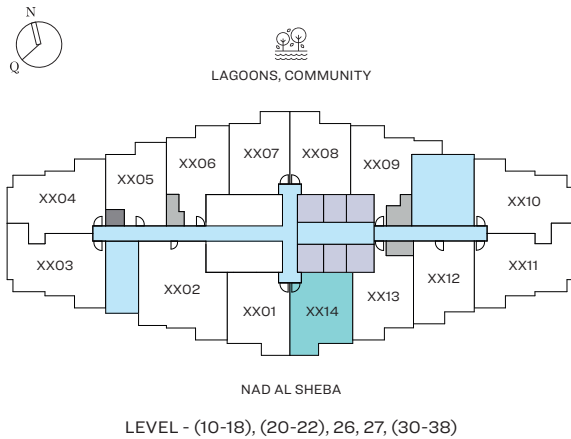 N
Q
LAGOONS, COMMUNITY
XX07 XX08
XX06 XX09
XX05
XX04 XX10
XX03 XX11
XX02 XX12
XX13
XX01 XX14
NAD AL SHEBA
LEVEL - (10-18), (20-22), 26, 27, (30-38)